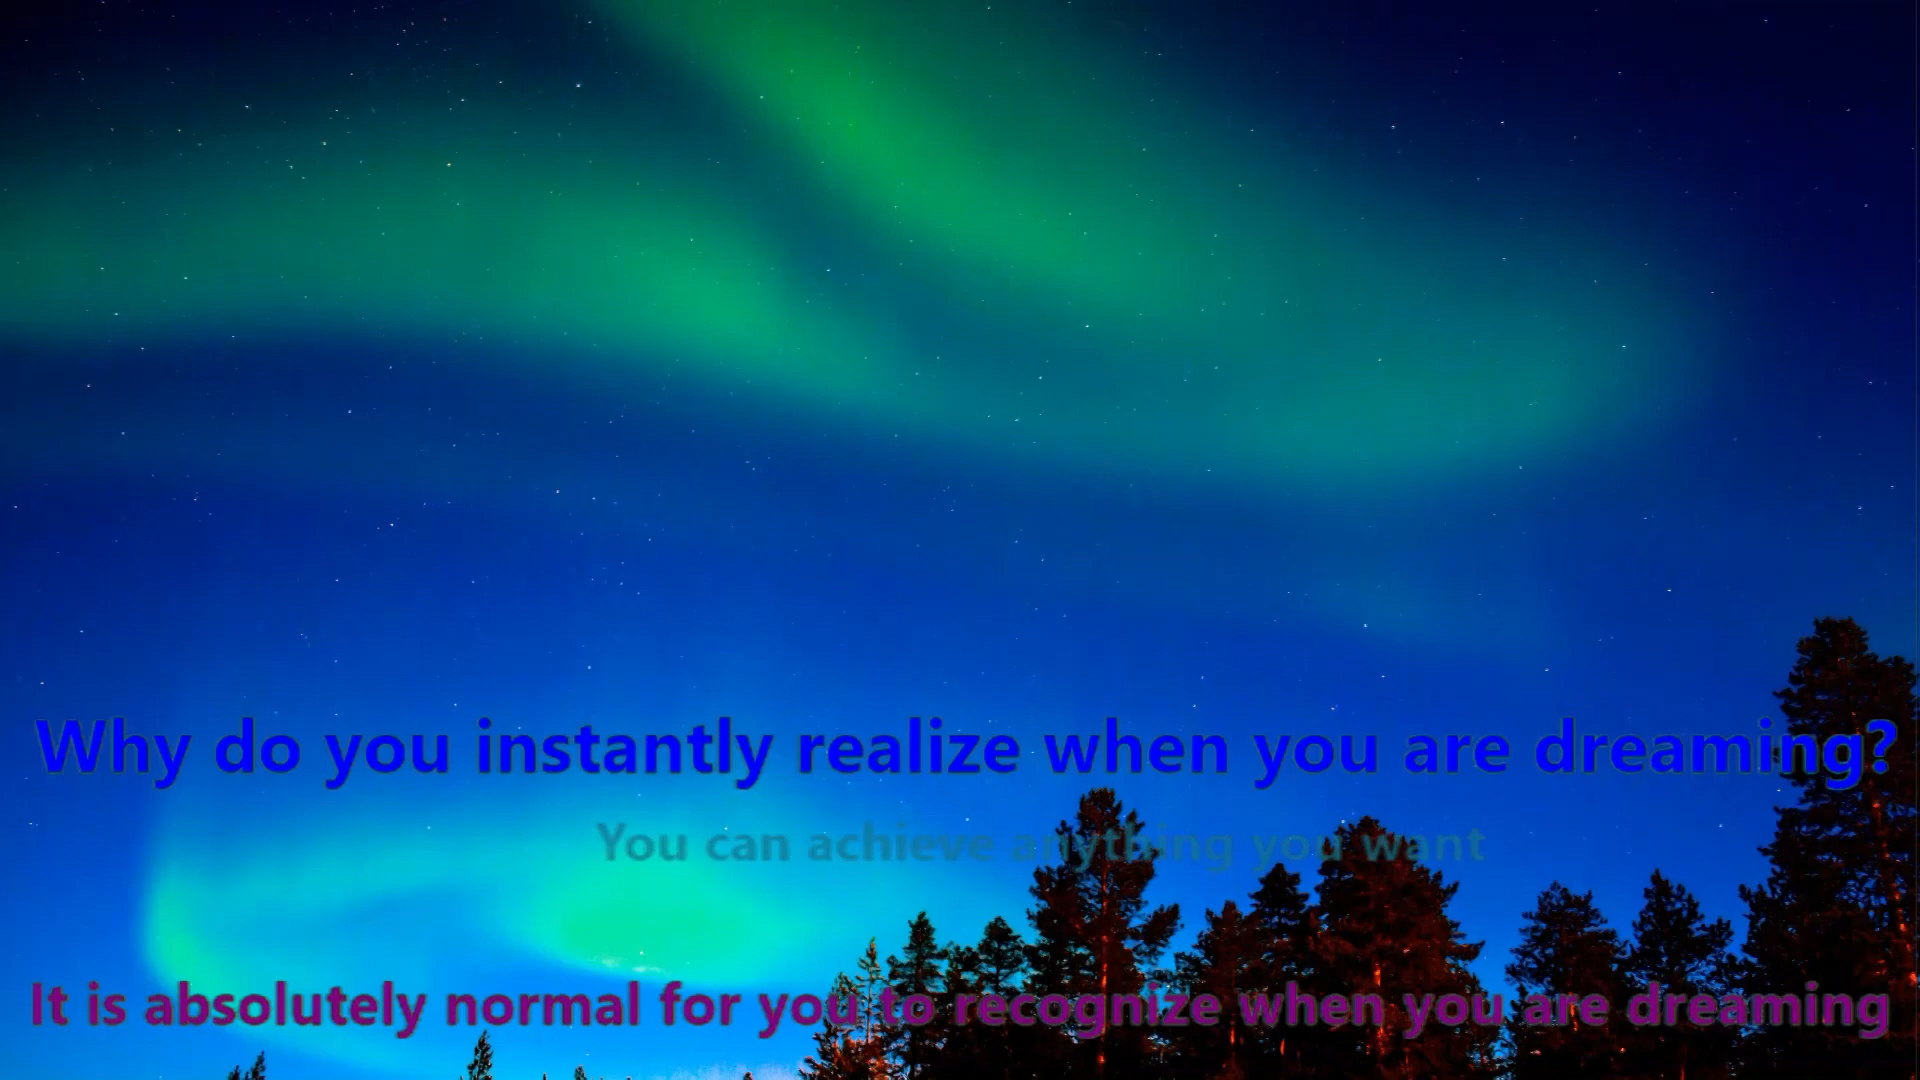 Why do you instantly realize when you are dreaming?
You can achieve anything you want
It is absolutely normal for you to recognize when you are dreaming